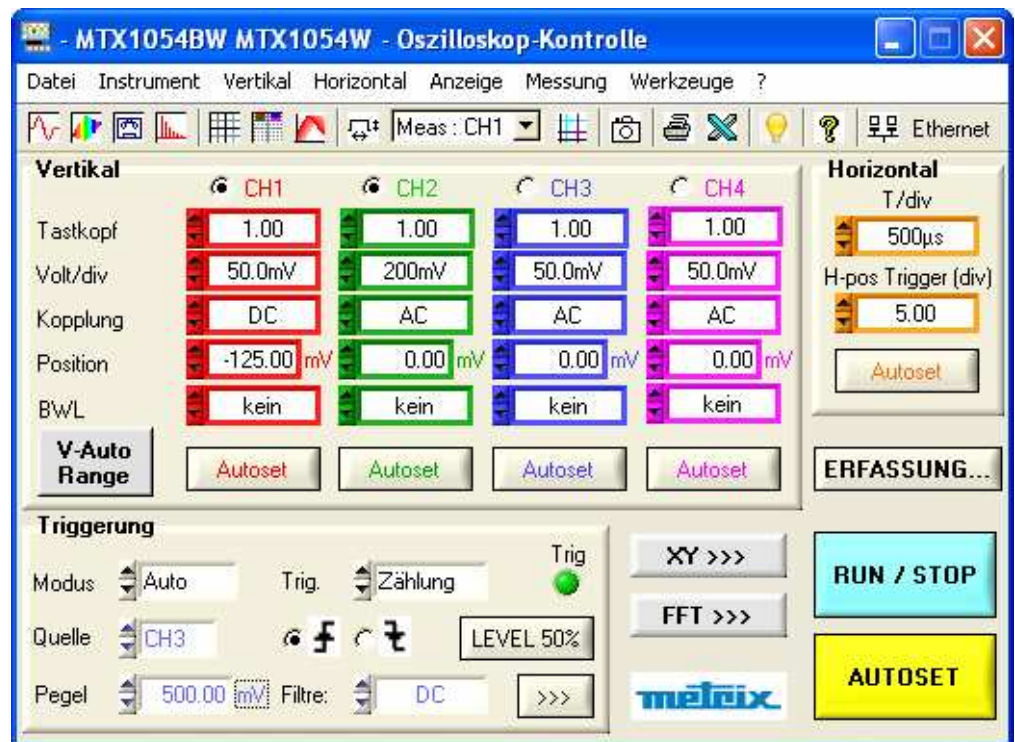 - MTX1054BW MTX1054W - Oszilloskop-Kontrolle
Datei Instrument Vertikal Horizontal Anzeige Messung Werkzeuge ?
Meas : CH1 Ethernet
Vertikal
CH1 CH2 CH3 CH4
Tastkopf 1.00 1.00 1.00 1.00
Volt/div 50.0mV 200mV 50.0mV 50.0mV
Kopplung DC AC AC AC
Position -125.00 mV 0.00 mV 0.00 mV 0.00 mV
BWL kein kein kein kein
V-Auto
Range
Autoset Autoset Autoset Autoset
Horizontal
T/div
500µs
H-pos Trigger (div)
5.00
Autoset
ERFASSUNG...
Triggerung
Modus Auto Trig. Zählung Trig
Quelle CH3 LEVEL 50%
Pegel 500.00 mV Filtre: DC >>>
XY >>>
FFT >>>
metrix
RUN / STOP
AUTOSET